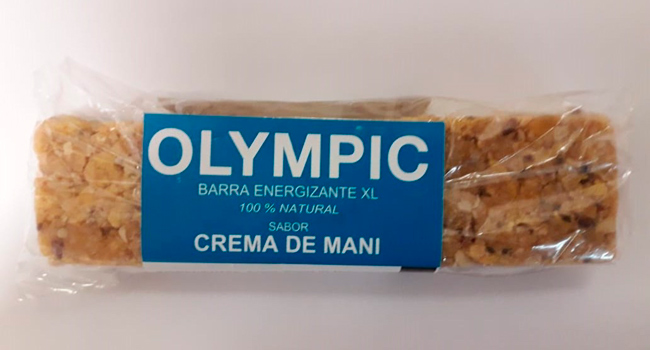 OLYMPIC
BARRA ENERGIZANTE XL
100 % NATURAL
SABOR
CREMA DE MANI